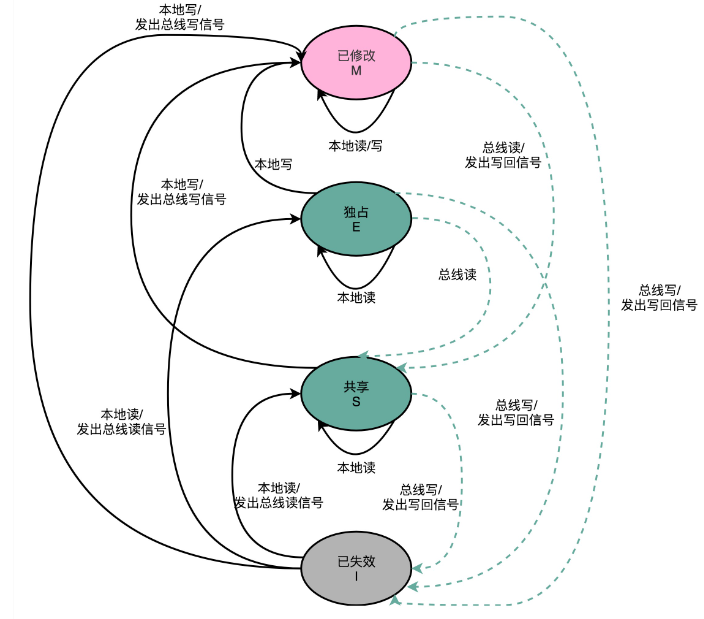 本地写/
发出总线写信号
已修改
M
本地读/写
总线读/
发出写回信号
本地写
本地写/
发出总线写信号
独占
E
总线读
本地读
总线写/
发出写回信号
共享
S
本地读/
发出总线读信号
总线写/
发出写回信号
本地读
本地读/
发出总线读信号
总线写/
发出写回信号
已失效
I